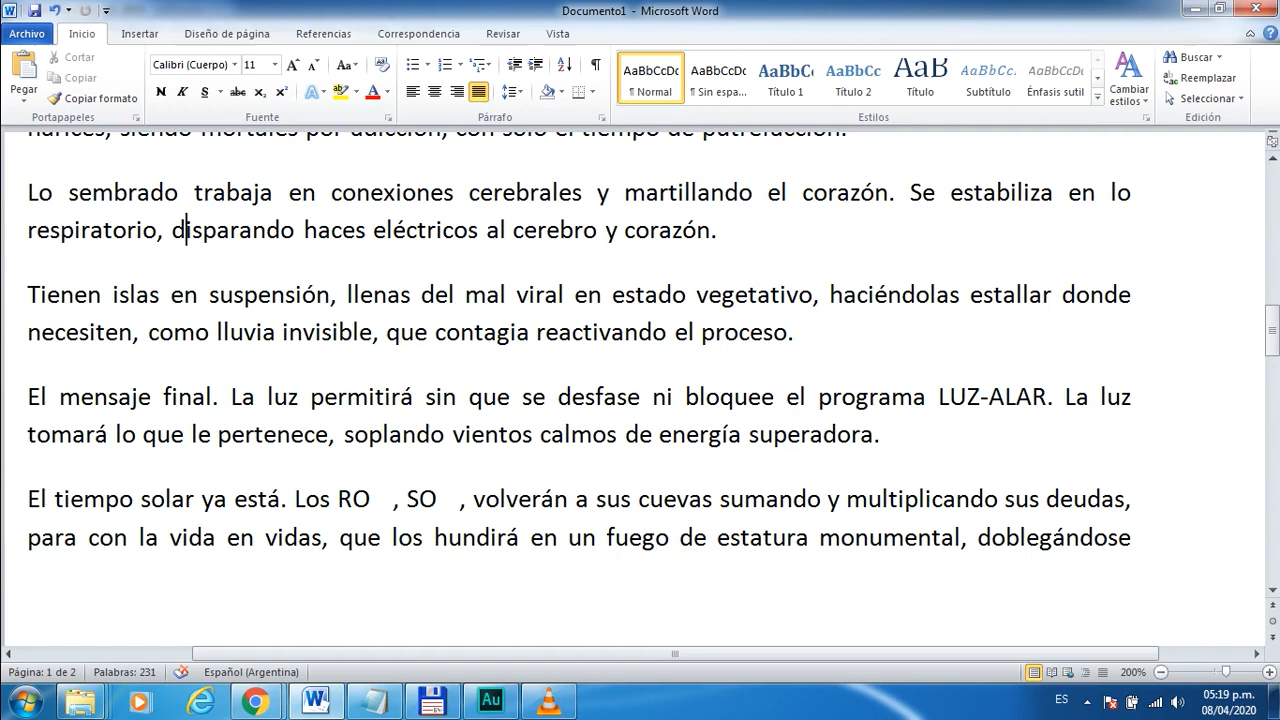 Documento1 - Microsoft Word
Archivo Inicio Insertar Diseño de página Referencias Correspondencia Revisar Vista
Pegar
Cortar
Copiar
Copiar formato
Portapapeles
Calibri (Cuerpo) 11
Fuente
Párrafo
AaBbCcDc AaBbCcDc AaBbC AaBbCc AaB AaBbCc. AaBbCcDc
¶ Normal ¶ Sin espa... Título 1 Título 2 Título Subtítulo Énfasis sutil
Cambiar estilos
Estilos
Buscar
Reemplazar
Seleccionar
Edición
narices, siendo mortales por adicción, con solo el tiempo de putrefacción.
Lo sembrado trabaja en conexiones cerebrales y martillando el corazón. Se estabiliza en lo
respiratorio, disparando haces eléctricos al cerebro y corazón.
Tienen islas en suspensión, llenas del mal viral en estado vegetativo, haciéndolas estallar donde
necesiten, como lluvia invisible, que contagia reactivando el proceso.
El mensaje final. La luz permitirá sin que se desfase ni bloquee el programa LUZ-ALAR. La luz
tomará lo que le pertenece, soplando vientos calmos de energía superadora.
El tiempo solar ya está. Los RO , SO , volverán a sus cuevas sumando y multiplicando sus deudas,
para con la vida en vidas, que los hundirá en un fuego de estatura monumental, doblegándose
Página: 1 de 2 Palabras: 231 Español (Argentina) 200%
ES 05:19 p.m.
08/04/2020